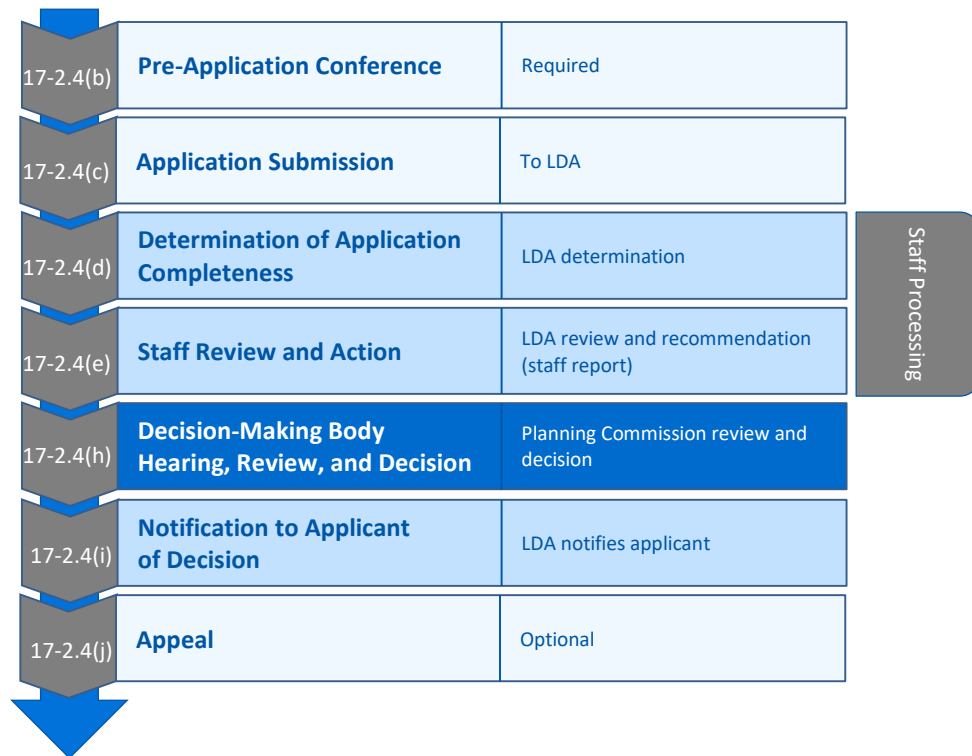 17-2.4(b)
Pre-Application Conference
Required
17-2.4(c)
Application Submission
To LDA
17-2.4(d)
Determination of Application
Completeness
LDA determination
17-2.4(e)
Staff Review and Action
LDA review and recommendation
(staff report)
Staff Processing
17-2.4(h)
Decision-Making Body
Hearing, Review, and Decision
Planning Commission review and
decision
17-2.4(i)
Notification to Applicant
of Decision
LDA notifies applicant
17-2.4(j)
Appeal
Optional